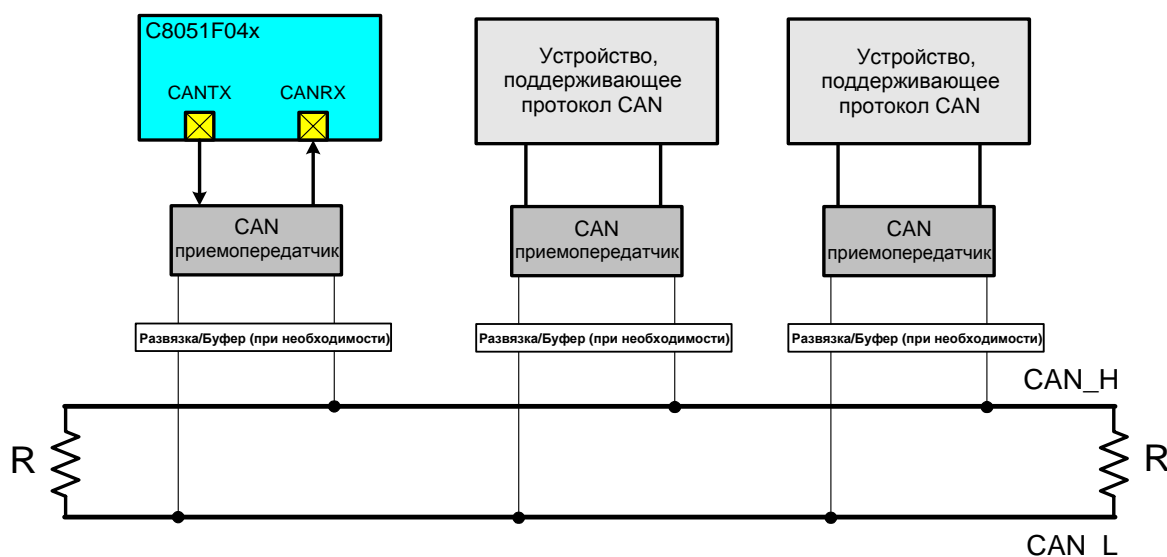 C8051F04x
CANTX
CANRX
Устройство,
поддерживающее
протокол CAN
Устройство,
поддерживающее
протокол CAN
CAN
приемопередатчик
CAN
приемопередатчик
CAN
приемопередатчик
Развязка/Буфер (при необходимости)
Развязка/Буфер (при необходимости)
Развязка/Буфер (при необходимости)
CAN_H
R
R
CAN_L